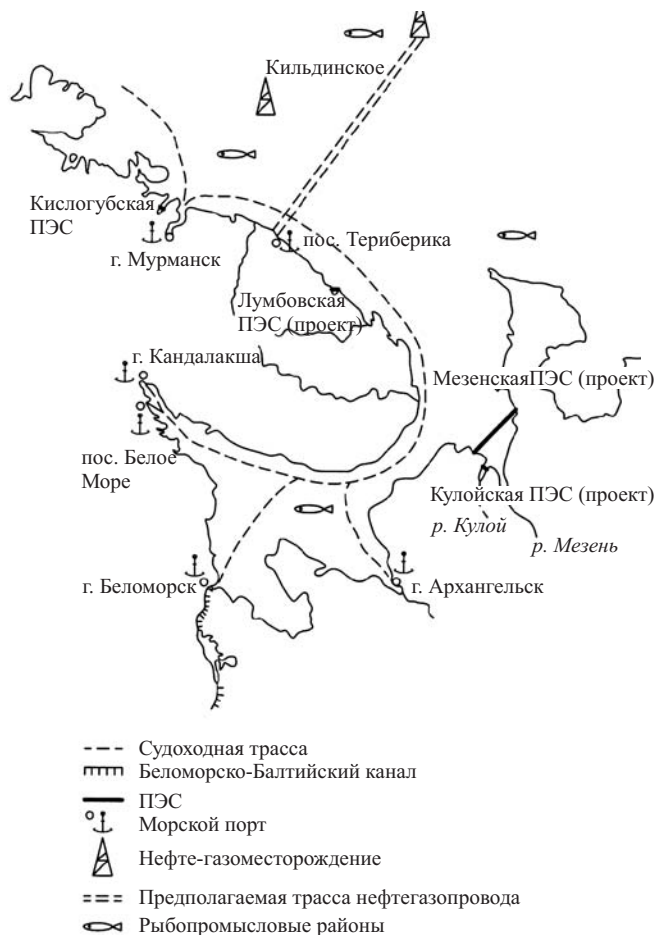 Кильдинское
Кислогубская
ПЭС
г. Мурманск
пос. Териберика
Лумбовская
ПЭС (проект)
г. Кандалакша
МезенскаяПЭС (проект)
пос. Белое
Море
Кулойская ПЭС (проект)
р. Кулой
р. Мезень
г. Беломорск
г. Архангельск
Судоходная трасса
Беломорско-Балтийский канал
ПЭС
Морской порт
Нефте-газоместорождение
Предполагаемая трасса нефтегазопровода
Рыбопромысловые районы